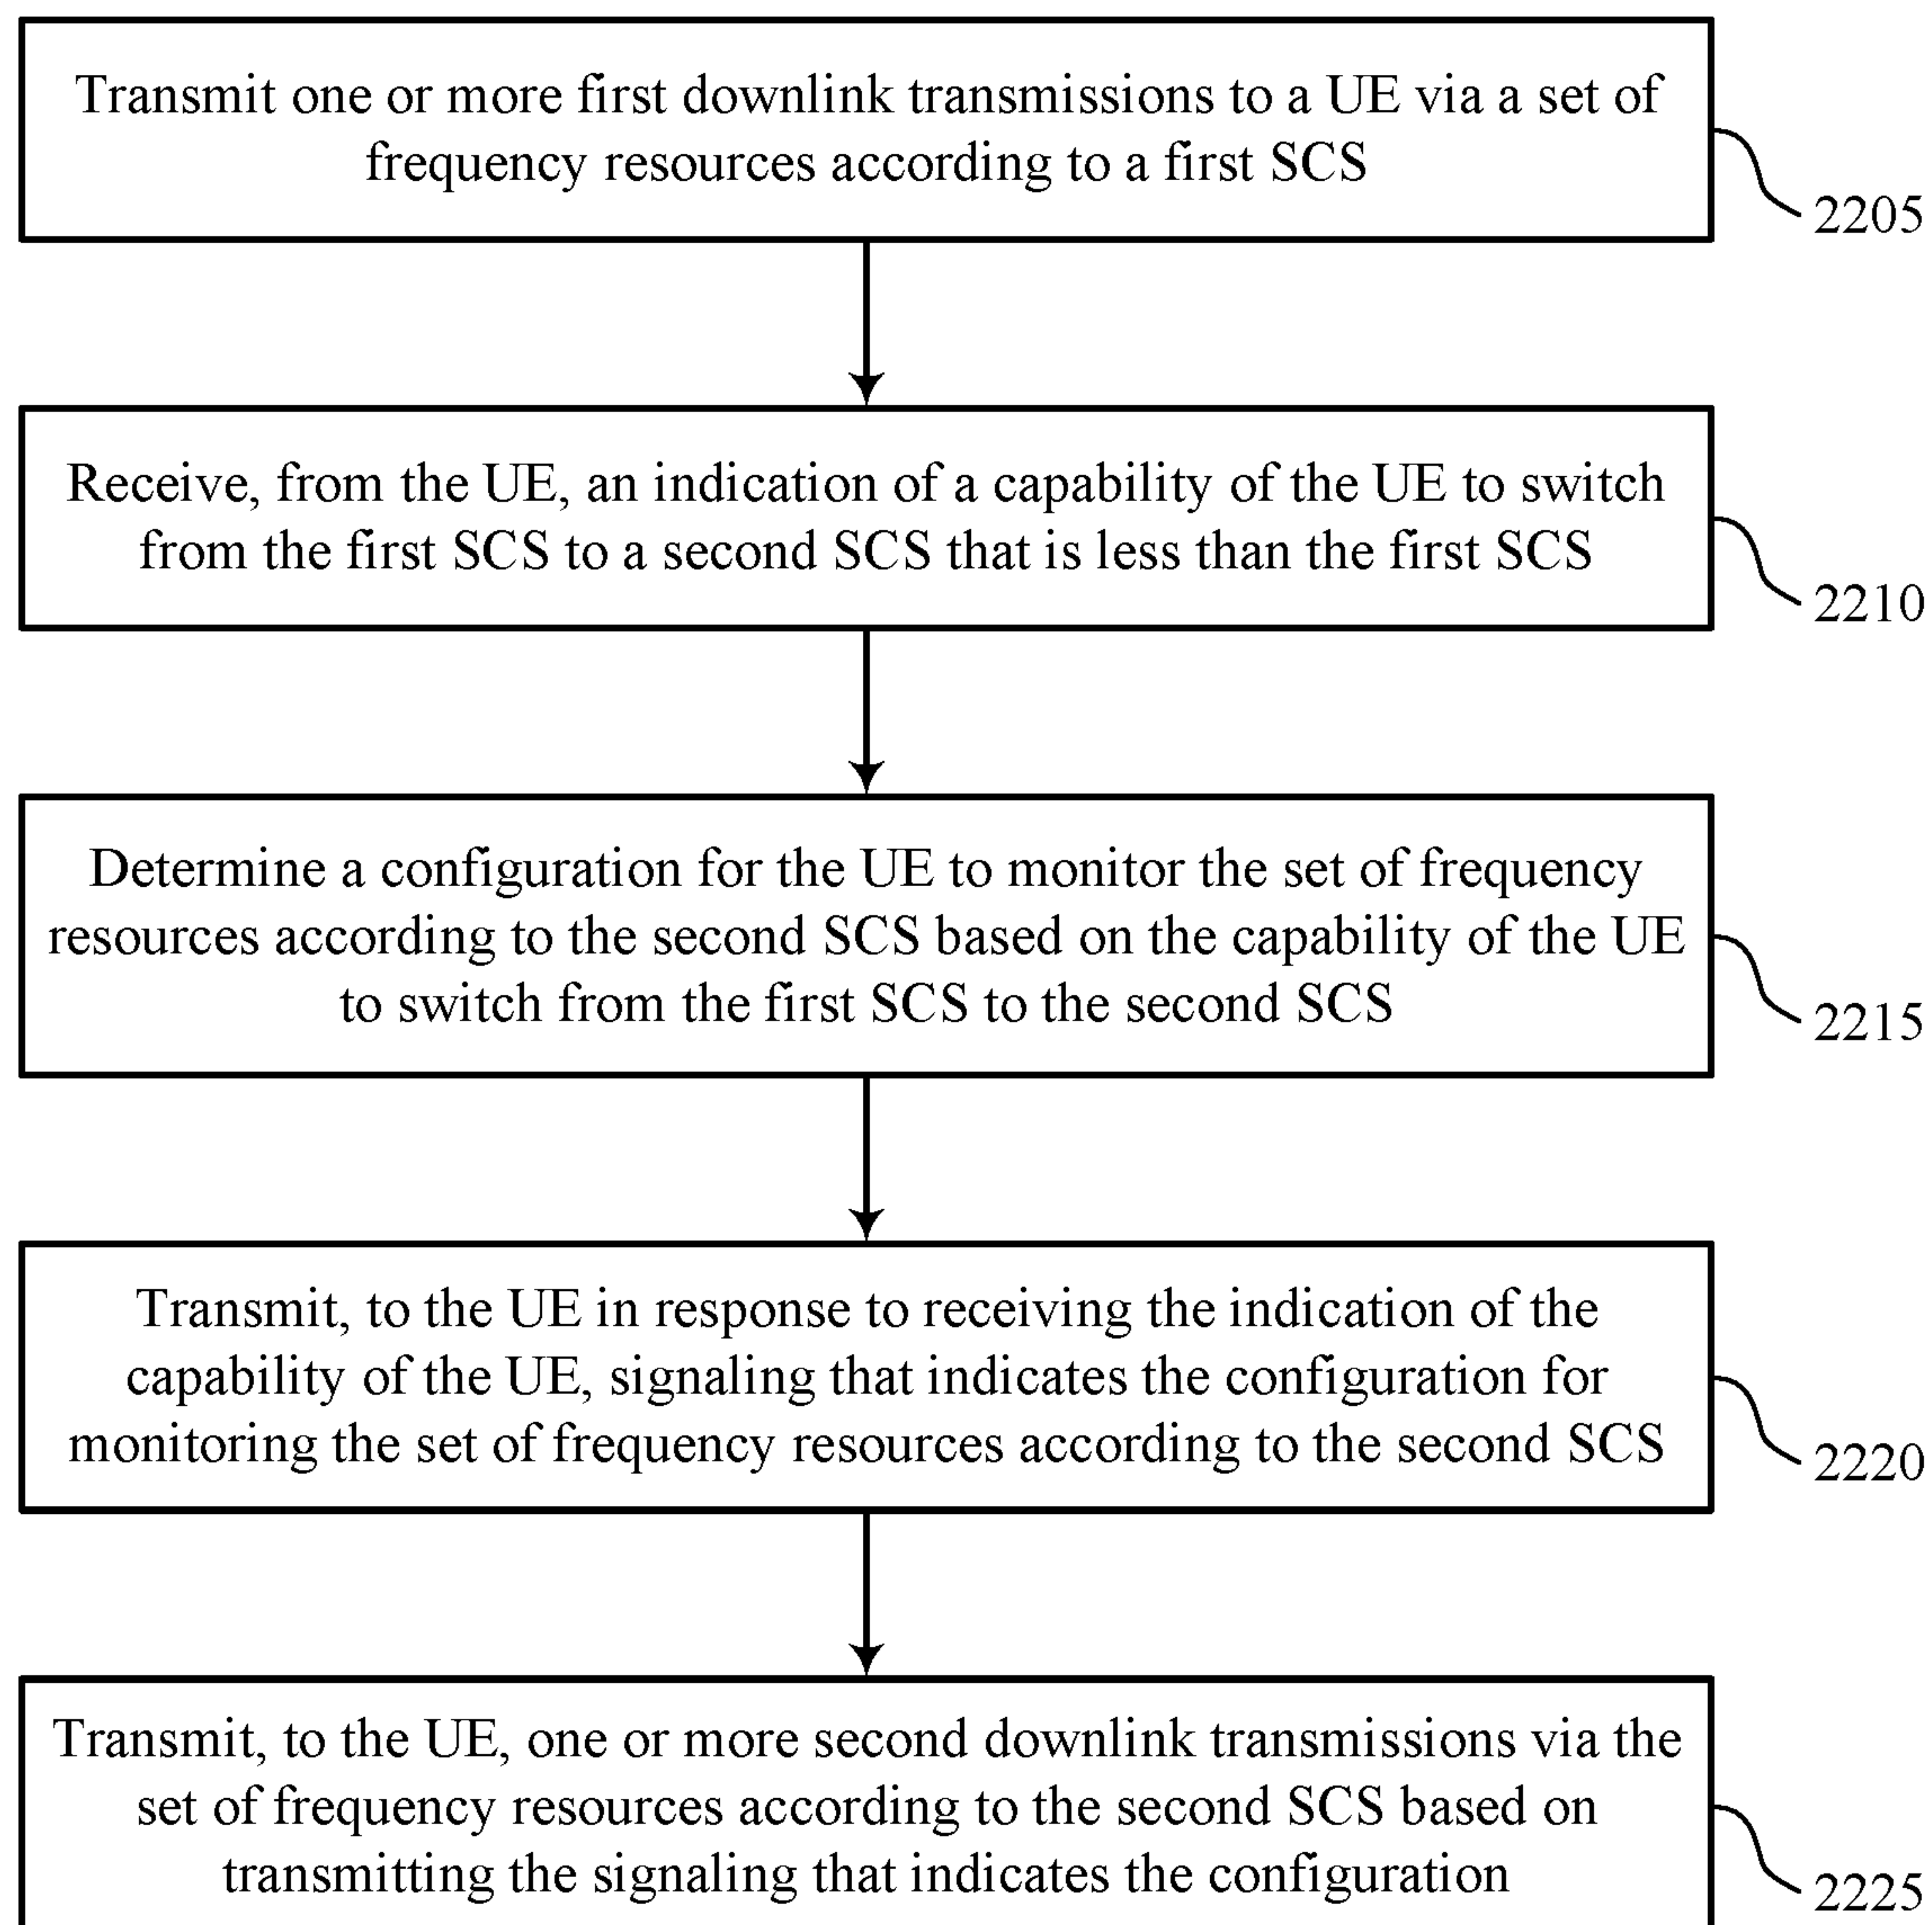 Transmit one or more first downlink transmissions to a UE via a set of
frequency resources according to a first SCS
2205
Receive, from the UE, an indication of a capability of the UE to switch
from the first SCS to a second SCS that is less than the first SCS
2210
Determine a configuration for the UE to monitor the set of frequency
resources according to the second SCS based on the capability of the UE
to switch from the first SCS to the second SCS
2215
Transmit, to the UE in response to receiving the indication of the
capability of the UE, signaling that indicates the configuration for
monitoring the set of frequency resources according to the second SCS
2220
Transmit, to the UE, one or more second downlink transmissions via the
set of frequency resources according to the second SCS based on
transmitting the signaling that indicates the configuration
2225